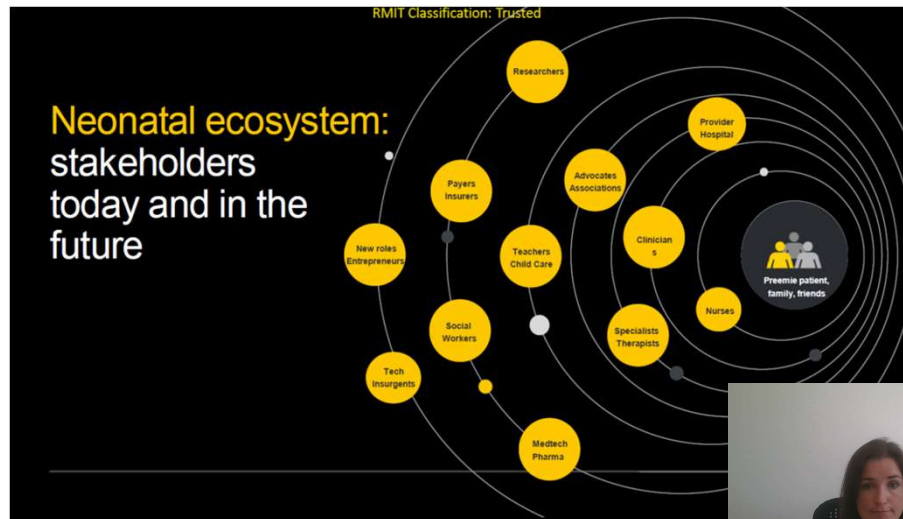 RMIT Classification: Trusted
Neonatal ecosystem:
stakeholders
today and in the
future
Researchers
Provider
Hospital
Payers
Insurers
Advocates
Associations
New roles
Entrepreneurs
Teachers
Child Care
Clinician
s
Preemie patient,
family, friends
Social
Workers
Specialists
Therapists
Nurses
Tech
Insurgents
Medtech
Pharma